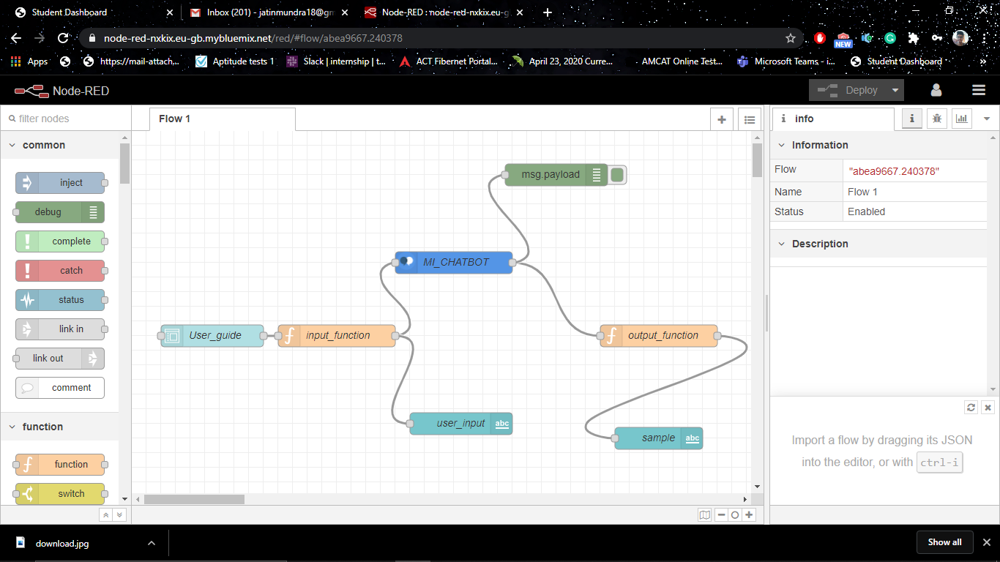 Student Dashboard
Inbox (201) - jatinmundra18@gm
Node-RED : node-red-nxkix.eu-g
node-red-nxkix.eu-gb.mybluemix.net/red/#flow/abea9667.240378
NEW
Apps
https://mail-attach...
Aptitude tests 1
Slack | internship | t...
ACT Fibernet Portal...
April 23, 2020 Curre...
AMCAT Online Test...
Microsoft Teams - i...
Student Dashboard
»
Node-RED
Deploy
filter nodes
Flow 1
i info
i
common
Information
inject
debug
complete
catch
status
link in
link out
comment
function
function
switch
msg.payload
MI_CHATBOT
User_guide
input_function
output_function
user_input abc
sample abc
Flow "abea9667.240378"
Name Flow 1
Status Enabled
Description
Import a flow by dragging its JSON
into the editor, or with ctrl-i
download.jpg
Show all